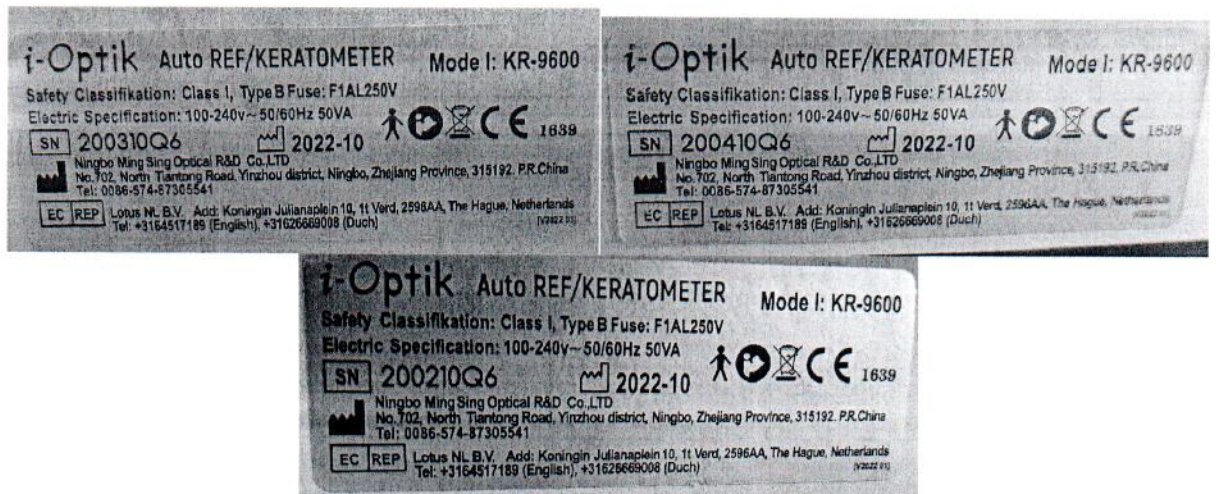 i-Optik Auto REF/KERATOMETER Mode l: KR-9600
Safety Classifikation: Class I, Type B Fuse: F1AL250V
Electric Specification: 100-240v~ 50/60Hz 50VA
SN 200310Q6 2022-10 CE 1639
Ningbo Ming Sing Optical R&D Co.,LTD
No.702, North Tiantong Road, Yinzhou district, Ningbo, Zhejiang Province, 315192. P.R.China
Tel: 0086-574-87305541
EC REP Lotus NL B.V. Add: Koningin Julianaplein 10, 1t Verd, 2596AA, The Hague, Netherlands
Tel: +3164517189 (English), +31626669008 (Duch)
i-Optik Auto REF/KERATOMETER Mode l: KR-9600
Safety Classifikation: Class I, Type B Fuse: F1AL250V
Electric Specification: 100-240v~ 50/60Hz 50VA
SN 200410Q6 2022-10 CE 1639
Ningbo Ming Sing Optical R&D Co.,LTD
No.702, North Tiantong Road, Yinzhou district, Ningbo, Zhejiang Province, 315192. P.R.China
Tel: 0086-574-87305541
EC REP Lotus NL B.V. Add: Koningin Julianaplein 10, 1t Verd, 2596AA, The Hague, Netherlands
Tel: +3164517189 (English), +31626669008 (Duch)
i-Optik Auto REF/KERATOMETER Mode l: KR-9600
Safety Classifikation: Class I, Type B Fuse: F1AL250V
Electric Specification: 100-240v~ 50/60Hz 50VA
SN 200210Q6 2022-10 CE 1639
Ningbo Ming Sing Optical R&D Co.,LTD
No.702, North Tiantong Road, Yinzhou district, Ningbo, Zhejiang Province, 315192. P.R.China
Tel: 0086-574-87305541
EC REP Lotus NL B.V. Add: Koningin Julianaplein 10, 1t Verd, 2596AA, The Hague, Netherlands
Tel: +3164517189 (English), +31626669008 (Duch)